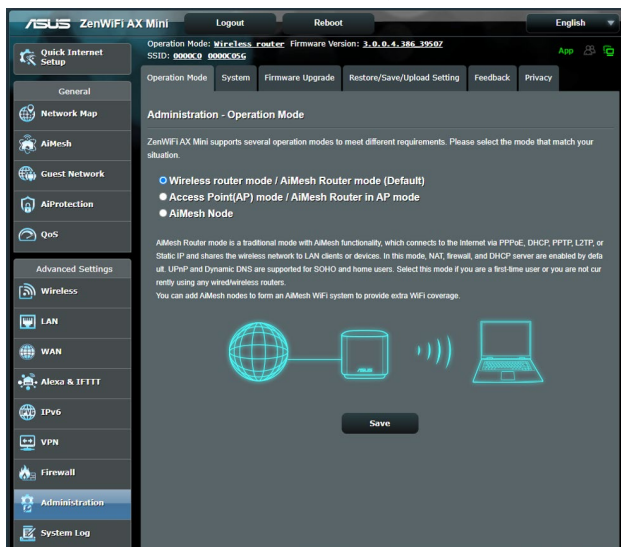 ASUS ZenWiFi AX Mini Logout Reboot English
Quick Internet Setup
Operation Mode: Wireless router Firmware Version: 3.0.0.4.386_39507
SSID: 0000C0 0000C05G
App
Operation Mode System Firmware Upgrade Restore/Save/Upload Setting Feedback Privacy
General
Network Map
AiMesh
Guest Network
AiProtection
QoS
Advanced Settings
Wireless
LAN
WAN
Alexa & IFTTT
IPv6
VPN
Firewall
Administration
System Log
Administration - Operation Mode
ZenWiFi AX Mini supports several operation modes to meet different requirements. Please select the mode that match your
situation.
Wireless router mode / AiMesh Router mode (Default)
Access Point(AP) mode / AiMesh Router in AP mode
AiMesh Node
AiMesh Router mode is a traditional mode with AiMesh functionality, which connects to the Internet via PPPoE, DHCP, PPTP, L2TP, or
Static IP and shares the wireless network to LAN clients or devices. In this mode, NAT, firewall, and DHCP server are enabled by defa
ult. UPnP and Dynamic DNS are supported for SOHO and home users. Select this mode if you are a first-time user or you are not cur
rently using any wired/wireless routers.
You can add AiMesh nodes to form an AiMesh WiFi system to provide extra WiFi coverage.
ASUS
Save